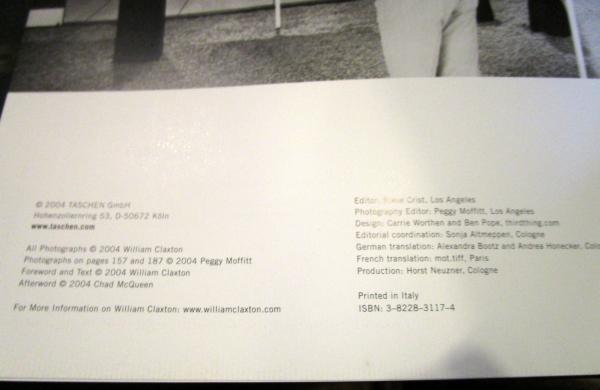 © 2004 TASCHEN GmbH
Hohenzollernring 53, D-50672 Köln
www.taschen.com
All Photographs © 2004 William Claxton
Photographs on pages 157 and 187 © 2004 Peggy Moffitt
Foreword and Text © 2004 William Claxton
Afterword © 2004 Chad McQueen
For More Information on William Claxton: www.williamclaxton.com
Editor: Steve Crist, Los Angeles
Photography Editor: Peggy Moffitt, Los Angeles
Design: Carrie Worthen and Ben Pope, thirdthing.com
Editorial coordination: Sonja Altmeppen, Cologne
German translation: Alexandra Bootz and Andrea Honecker, Colo
French translation: mot.tiff, Paris
Production: Horst Neuzner, Cologne
Printed in Italy
ISBN: 3-8228-3117-4